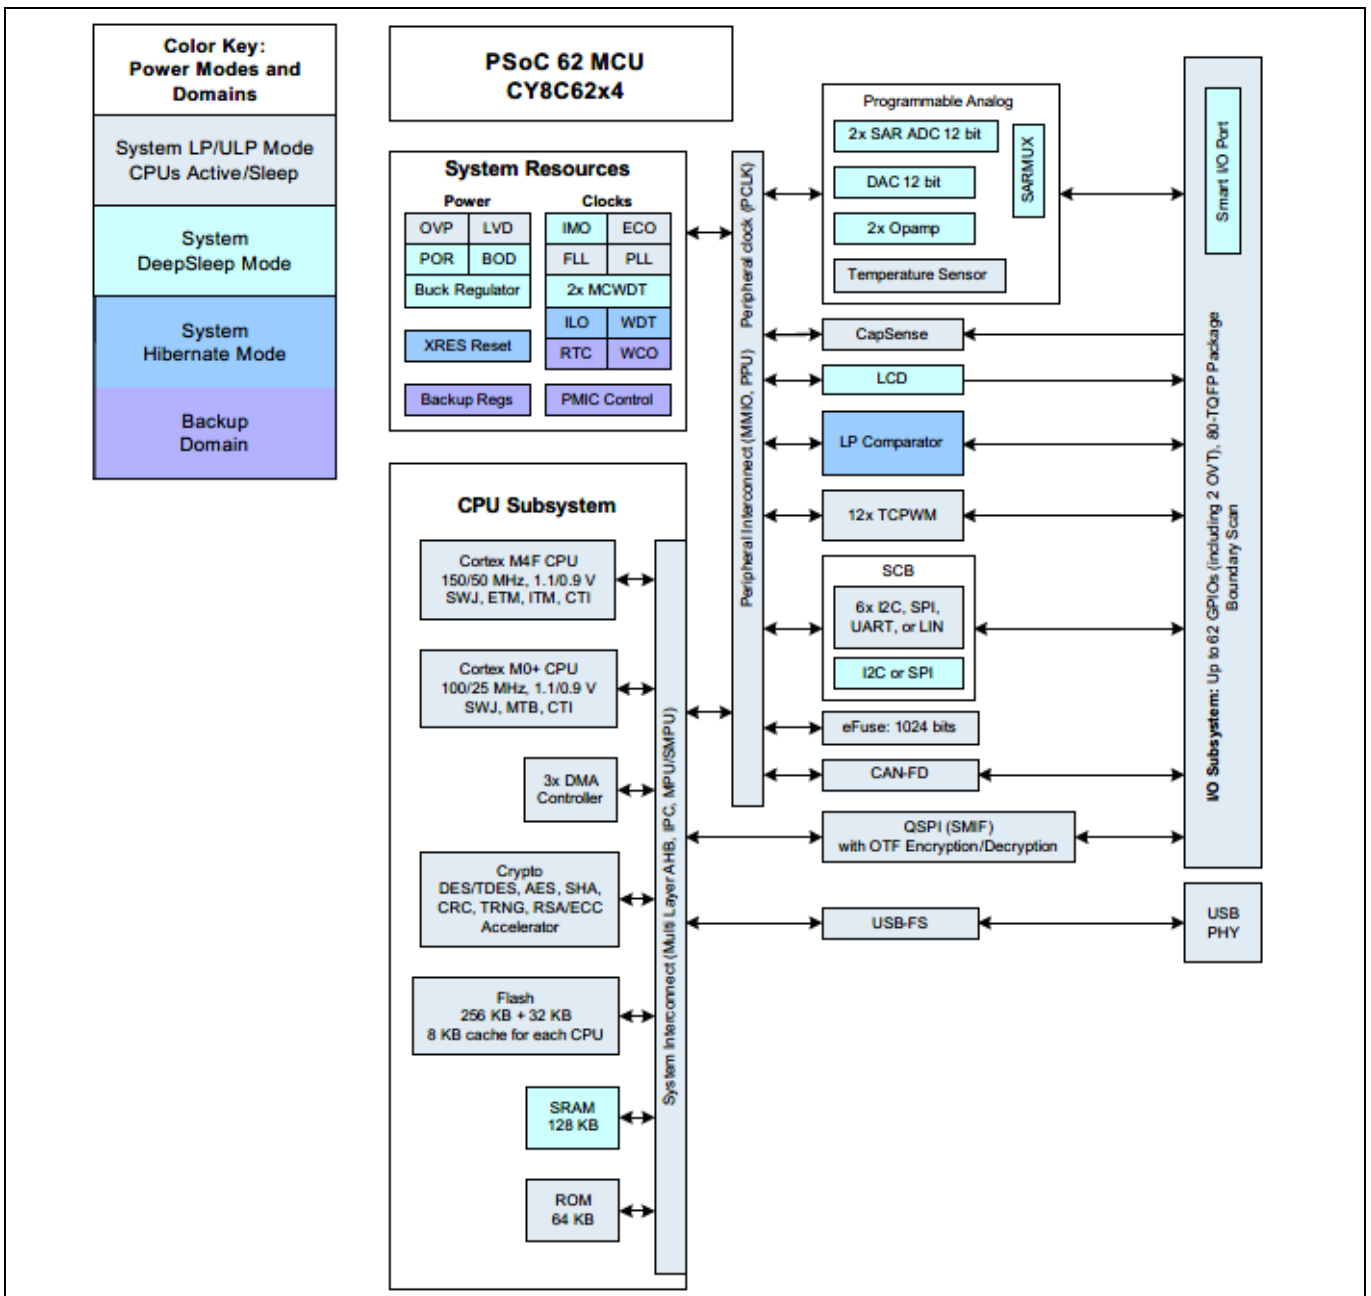 Color Key:
Power Modes and
Domains
System LP/ULP Mode
CPUs Active/Sleep
System
DeepSleep Mode
System
Hibernate Mode
Backup
Domain
PSoC 62 MCU
CY8C62x4
System Resources
Power
Clocks
OVP
LVD
IMO
ECO
POR
BOD
FLL
PLL
Buck Regulator
2x MCWDT
XRES Reset
ILO
WDT
RTC
WCO
Backup Regs
PMIC Control
CPU Subsystem
Cortex M4F CPU
150/50 MHz, 1.1/0.9 V
SWJ, ETM, ITM, CTI
Cortex M0+ CPU
100/25 MHz, 1.1/0.9 V
SWJ, MTB, CTI
3x DMA
Controller
Crypto
DES/TDES, AES, SHA,
CRC, TRNG, RSA/ECC
Accelerator
Flash
256 KB + 32 KB
8 KB cache for each CPU
SRAM
128 KB
ROM
64 KB
System Interconnect (Multi Layer AHB, IPC, MPU/SMPU)
Peripheral Interconnect (MMIO, PPU)
Peripheral clock (PCLK)
Programmable Analog
2x SAR ADC 12 bit
DAC 12 bit
2x Opamp
Temperature Sensor
SARMUX
CapSense
LCD
LP Comparator
12x TCPWM
SCB
6x I2C, SPI,
UART, or LIN
I2C or SPI
eFuse: 1024 bits
CAN-FD
QSPI (SMIF)
with OTF Encryption/Decryption
USB-FS
Smart I/O Port
I/O Subsystem: Up to 62 GPIOs (including 2 OVT), 80-TQFP Package
Boundary Scan
USB
PHY